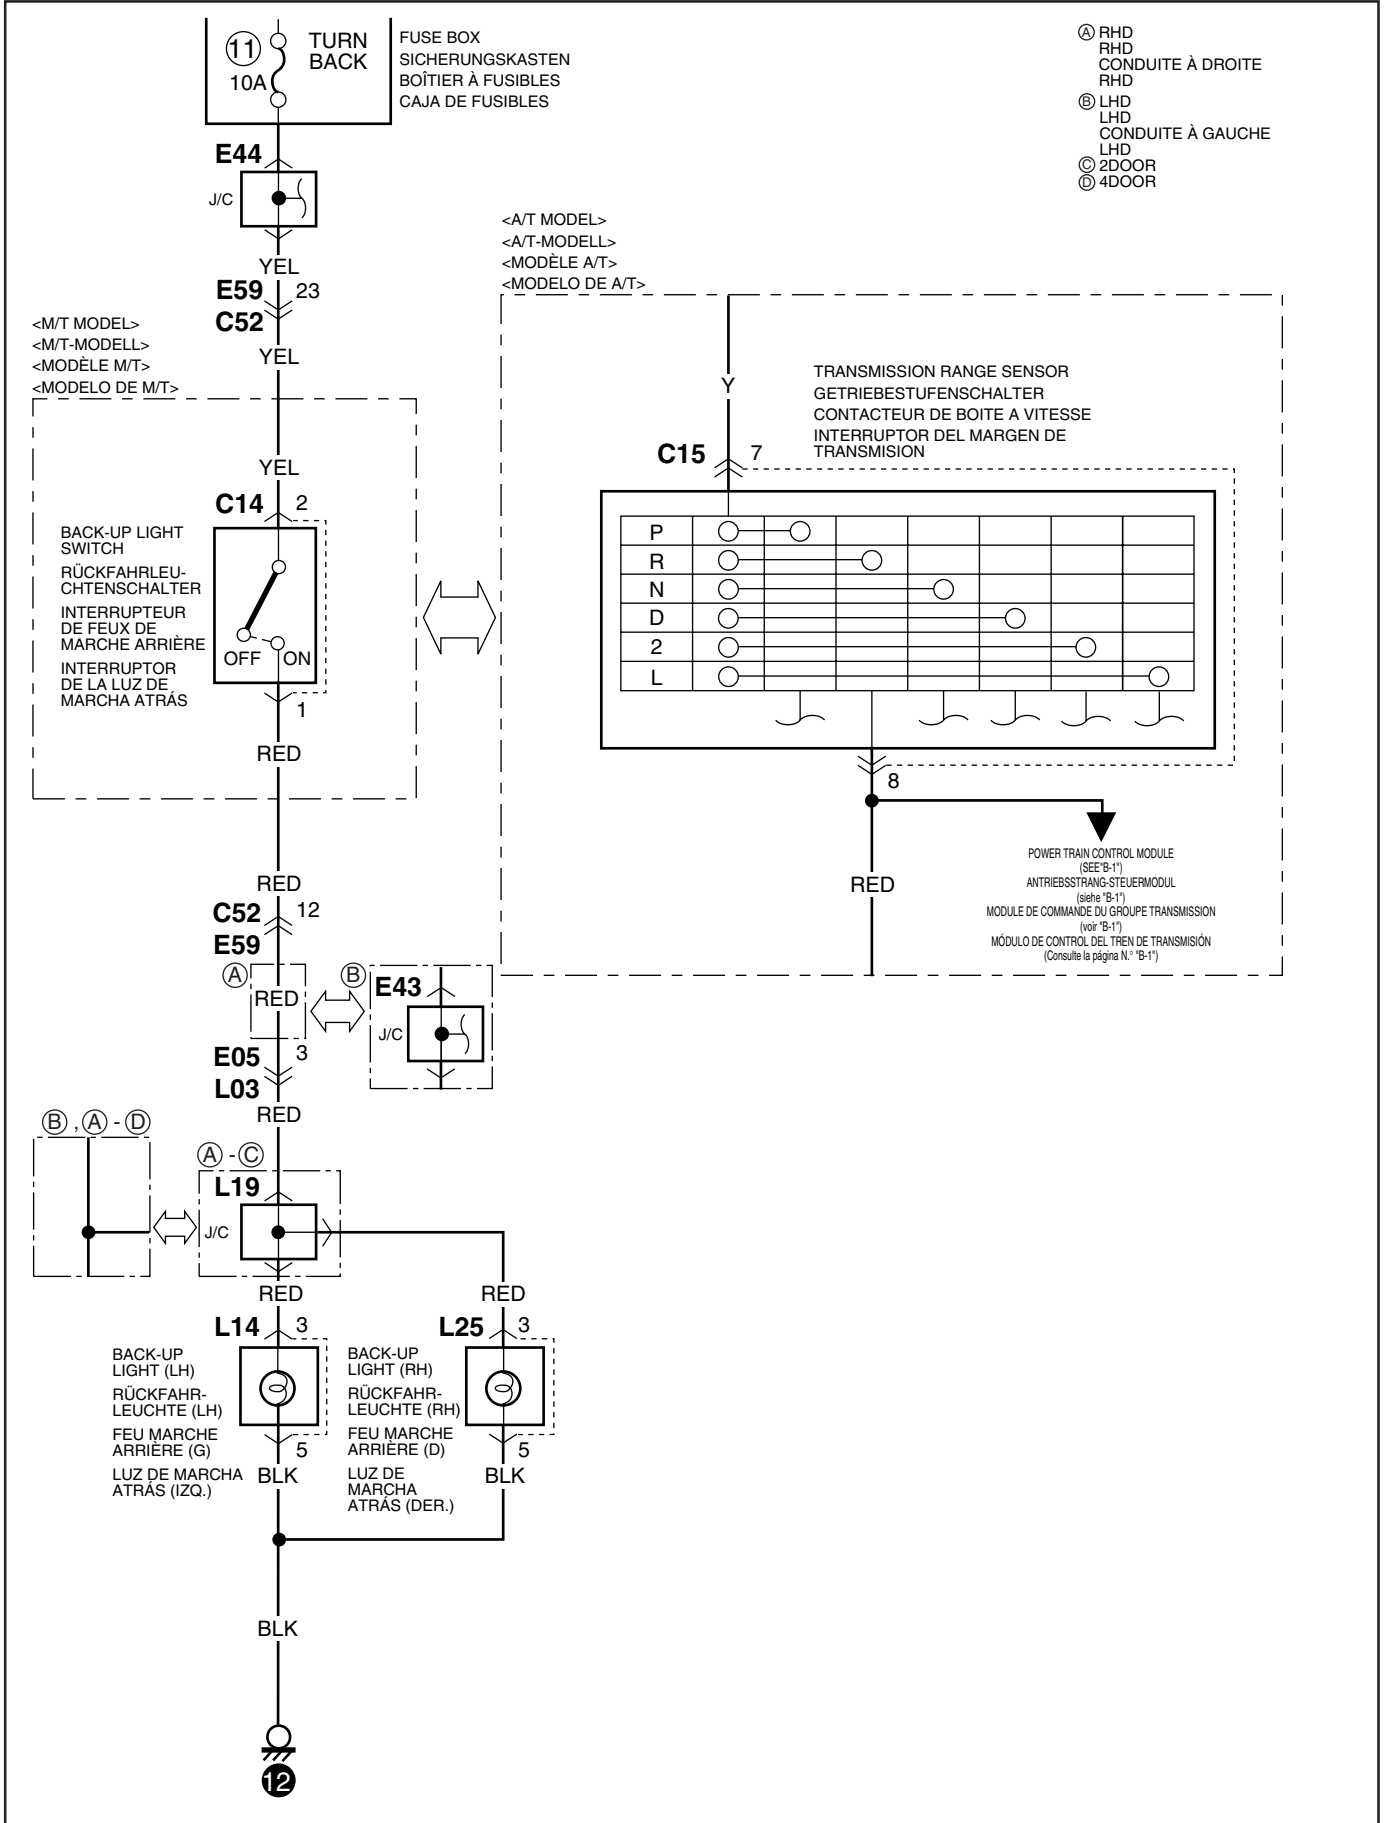 11
10A
TURN
BACK
FUSE BOX
SICHERUNGSKASTEN
BOÎTIER À FUSIBLES
CAJA DE FUSIBLES
Ⓐ RHD
RHD
CONDUITE À DROITE
RHD
Ⓑ LHD
LHD
CONDUITE À GAUCHE
LHD
Ⓒ 2DOOR
Ⓓ 4DOOR
E44
J/C
YEL
E59 23
C52
YEL
<M/T MODEL>
<M/T-MODELL>
<MODÈLE M/T>
<MODELO DE M/T>
YEL
C14 2
BACK-UP LIGHT
SWITCH
RÜCKFAHRLEU-
CHTENSCHALTER
INTERRUPTEUR
DE FEUX DE
MARCHE ARRIÈRE
INTERRUPTOR
DE LA LUZ DE
MARCHA ATRÁS
OFF ON
1
RED
<A/T MODEL>
<A/T-MODELL>
<MODÈLE A/T>
<MODELO DE A/T>
Y
C15 7
TRANSMISSION RANGE SENSOR
GETRIEBESTUFENSCHALTER
CONTACTEUR DE BOITE A VITESSE
INTERRUPTOR DEL MARGEN DE
TRANSMISION
P
R
N
D
2
L
8
RED
POWER TRAIN CONTROL MODULE
(SEE"B-1")
ANTRIEBSSTRANG-STEUERMODUL
(siehe "B-1")
MODULE DE COMMANDE DU GROUPE TRANSMISSION
(voir "B-1")
MÓDULO DE CONTROL DEL TREN DE TRANSMISIÓN
(Consulte la página N.° "B-1")
RED
C52 12
E59
Ⓐ
RED
Ⓑ
E43
J/C
E05 3
L03
RED
Ⓑ , Ⓐ - Ⓓ
Ⓐ - Ⓒ
L19
J/C
RED
RED
L14 3
BACK-UP
LIGHT (LH)
RÜCKFAHR-
LEUCHTE (LH)
FEU MARCHE
ARRIÈRE (G)
LUZ DE MARCHA
ATRÁS (IZQ.)
5
BLK
L25 3
BACK-UP
LIGHT (RH)
RÜCKFAHR-
LEUCHTE (RH)
FEU MARCHE
ARRIÈRE (D)
LUZ DE
MARCHA
ATRÁS (DER.)
5
BLK
BLK
12